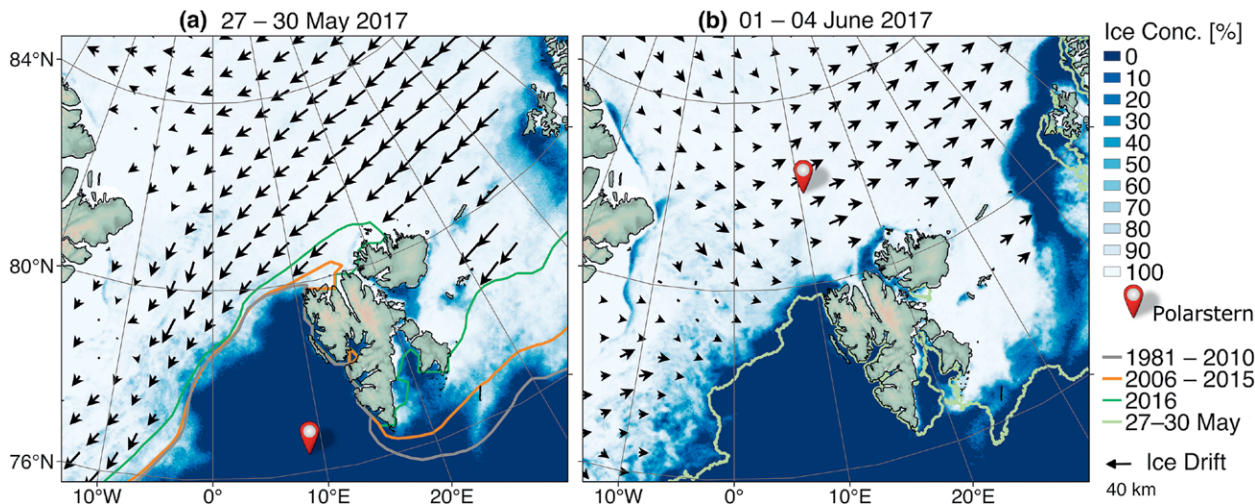 (a) 27 – 30 May 2017
(b) 01 – 04 June 2017
84°N
80°N
76°N
10°W
0°
10°E
20°E
10°W
0°
10°E
20°E
Ice Conc. [%]
0
10
20
30
40
50
60
70
80
90
100
Polarstern
1981 – 2010
2006 – 2015
2016
27–30 May
Ice Drift
40 km